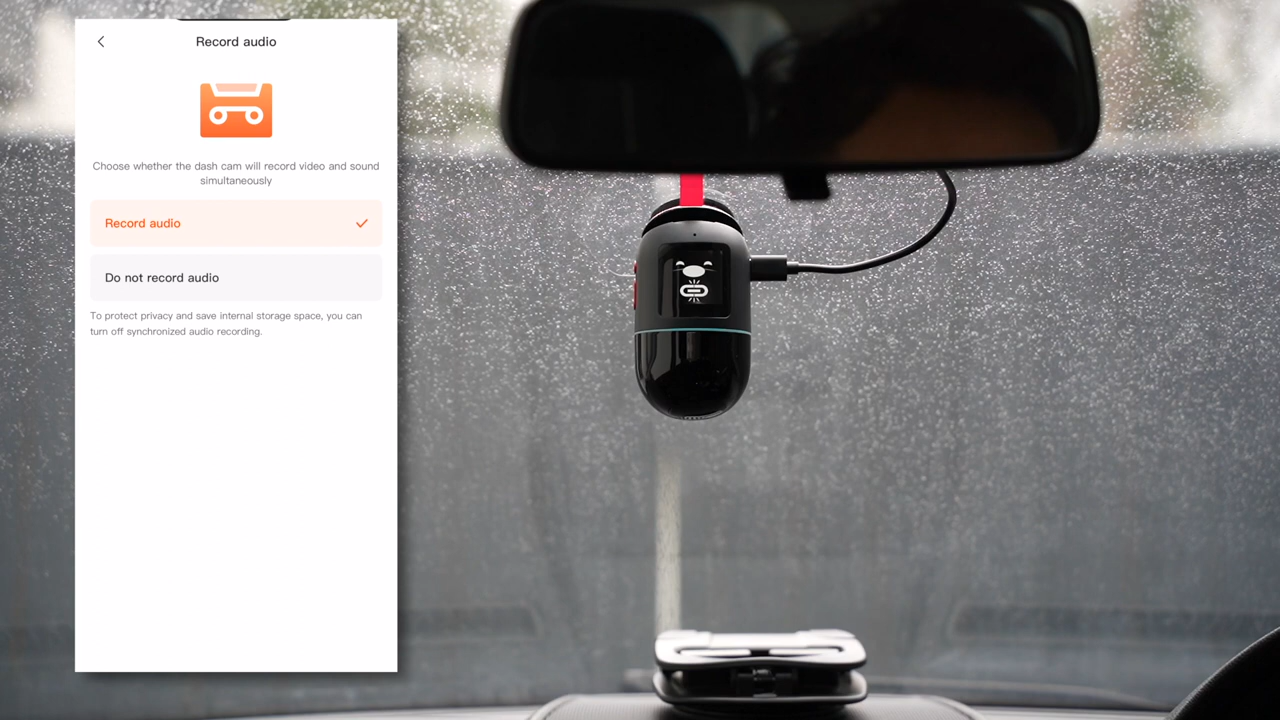 Record audio
Choose whether the dash cam will record video and sound
simultaneously
Record audio
Do not record audio
To protect privacy and save internal storage space, you can
turn off synchronized audio recording.